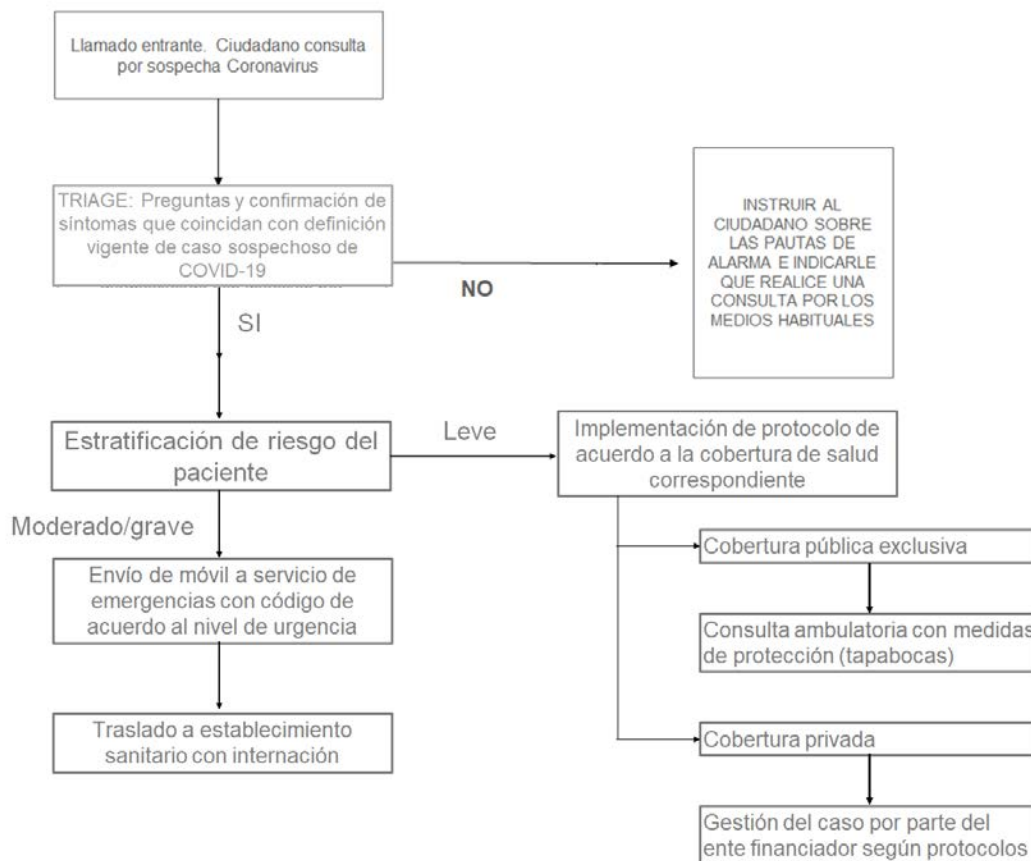 Llamado entrante. Ciudadano consulta
por sospecha Coronavirus
TRIAGE: Preguntas y confirmación de
síntomas que coincidan con definición
vigente de caso sospechoso de
COVID-19
NO
INSTRUIR AL
CIUDADANO SOBRE
LAS PAUTAS DE
ALARMA E INDICARLE
QUE REALICE UNA
CONSULTA POR LOS
MEDIOS HABITUALES
SI
Estratificación de riesgo del
paciente
Leve
Implementación de protocolo de
acuerdo a la cobertura de salud
correspondiente
Moderado/grave
Envío de móvil a servicio de
emergencias con código de
acuerdo al nivel de urgencia
Traslado a establecimiento
sanitario con internación
Cobertura pública exclusiva
Consulta ambulatoria con medidas
de protección (tapabocas)
Cobertura privada
Gestión del caso por parte del
ente financiador según protocolos